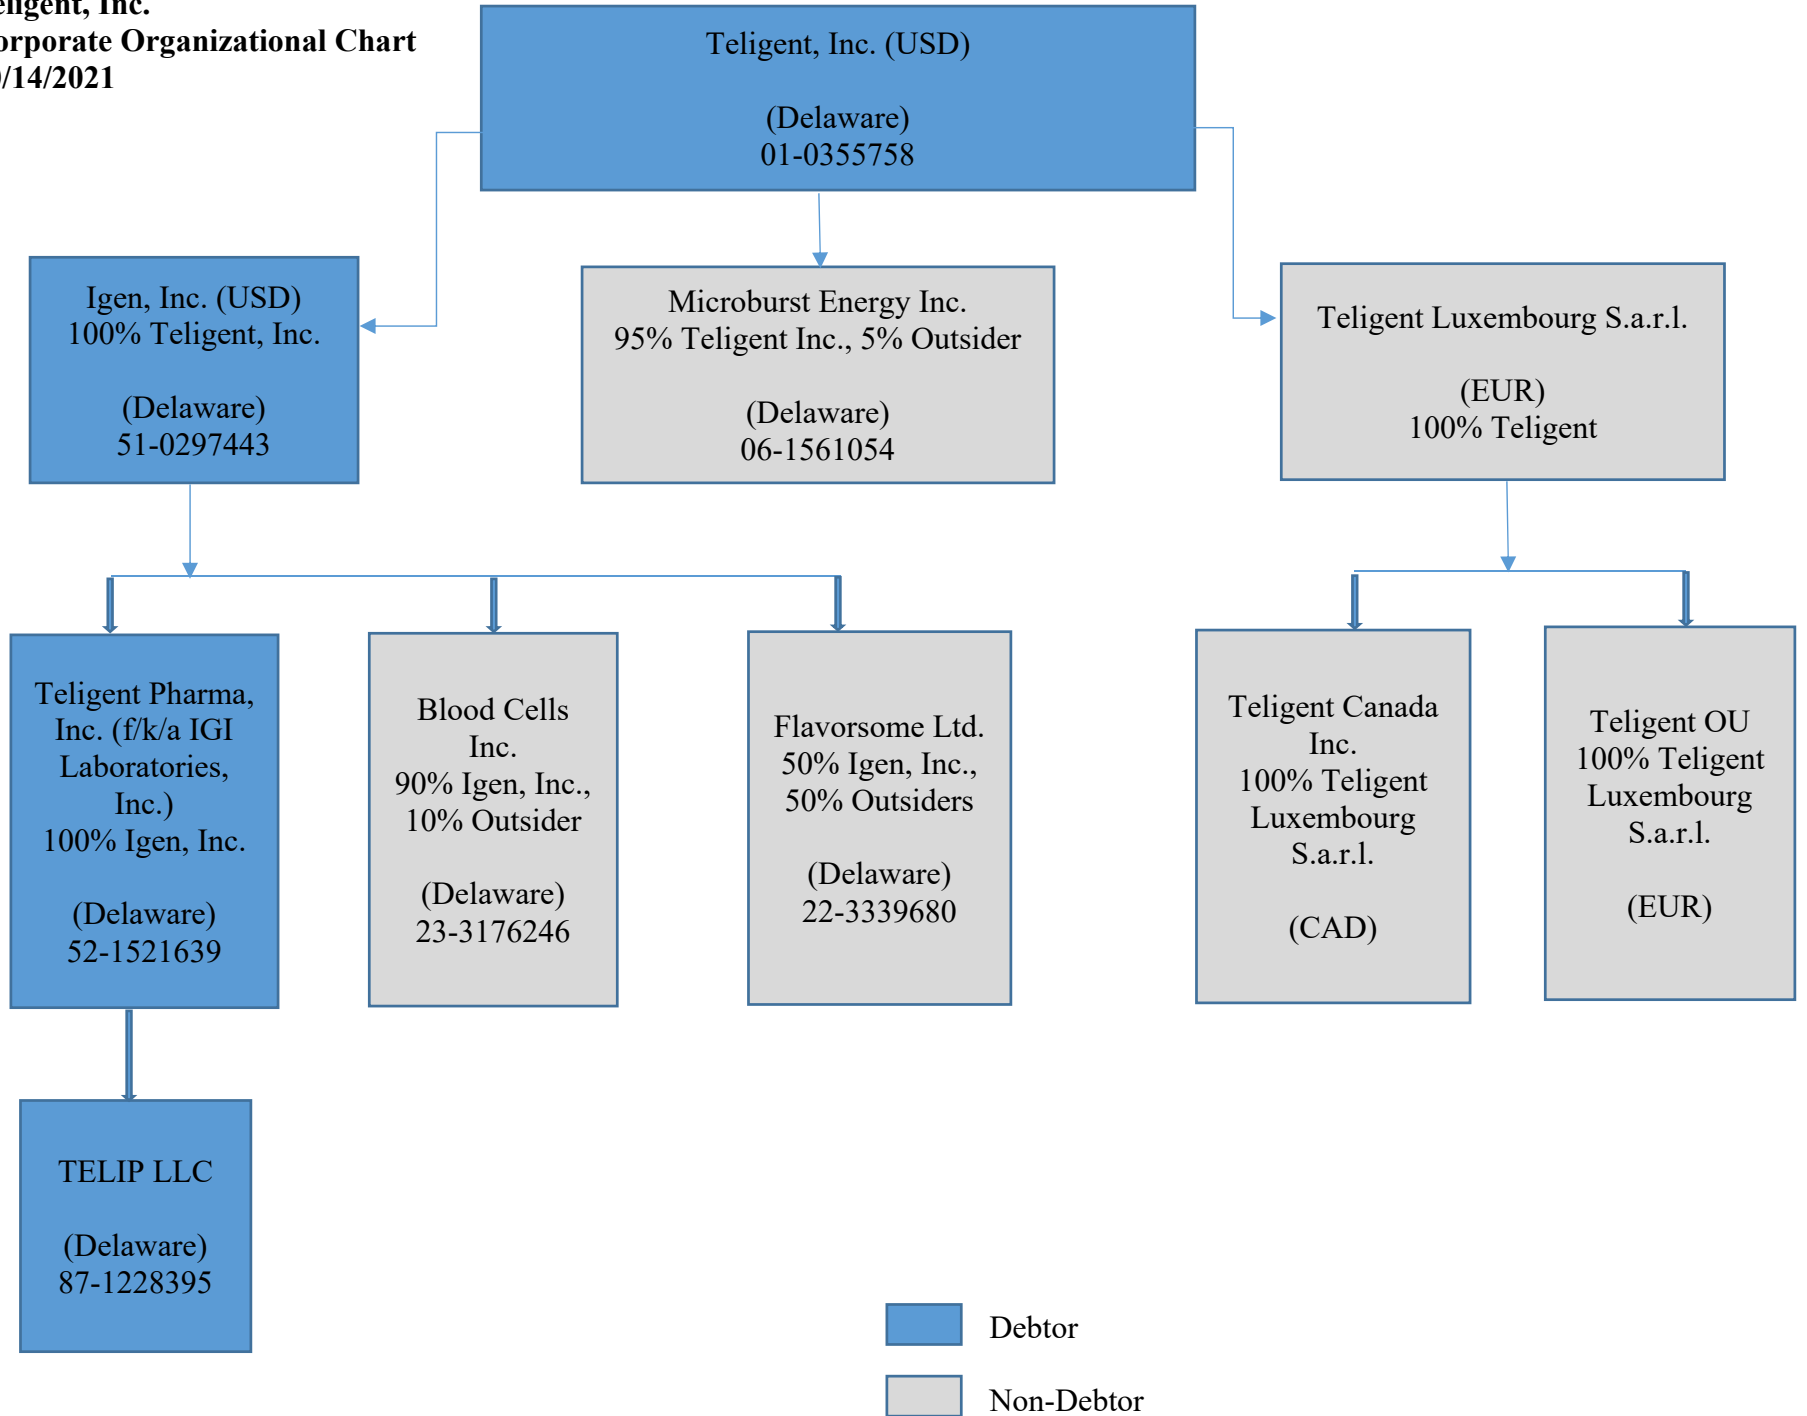 eligent, Inc.
orporate Organizational Chart
/14/2021
Teligent, Inc. (USD)
(Delaware)
01-0355758
Igen, Inc. (USD)
100% Teligent, Inc.
(Delaware)
51-0297443
Microburst Energy Inc.
95% Teligent Inc., 5% Outsider
(Delaware)
06-1561054
Teligent Luxembourg S.a.r.l.
(EUR)
100% Teligent
Teligent Pharma,
Inc. (f/k/a IGI
Laboratories,
Inc.)
100% Igen, Inc.
(Delaware)
52-1521639
Blood Cells
Inc.
90% Igen, Inc.,
10% Outsider
(Delaware)
23-3176246
Flavorsome Ltd.
50% Igen, Inc.,
50% Outsiders
(Delaware)
22-3339680
Teligent Canada
Inc.
100% Teligent
Luxembourg
S.a.r.l.
(CAD)
Teligent OU
100% Teligent
Luxembourg
S.a.r.l.
(EUR)
TELIP LLC
(Delaware)
87-1228395
Debtor
Non-Debtor